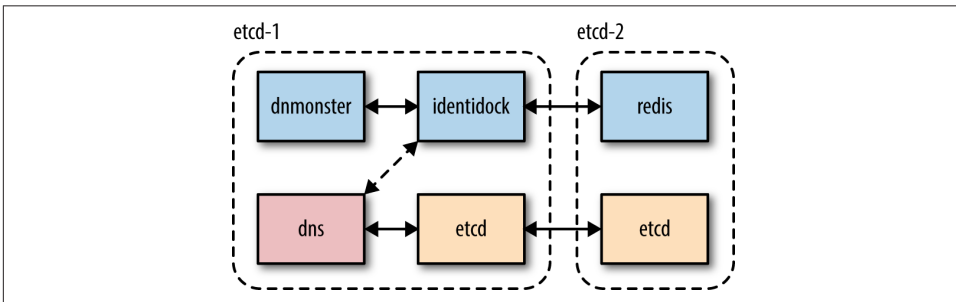 etcd-1
etcd-2
dnmonster
identidock
redis
dns
etcd
etcd